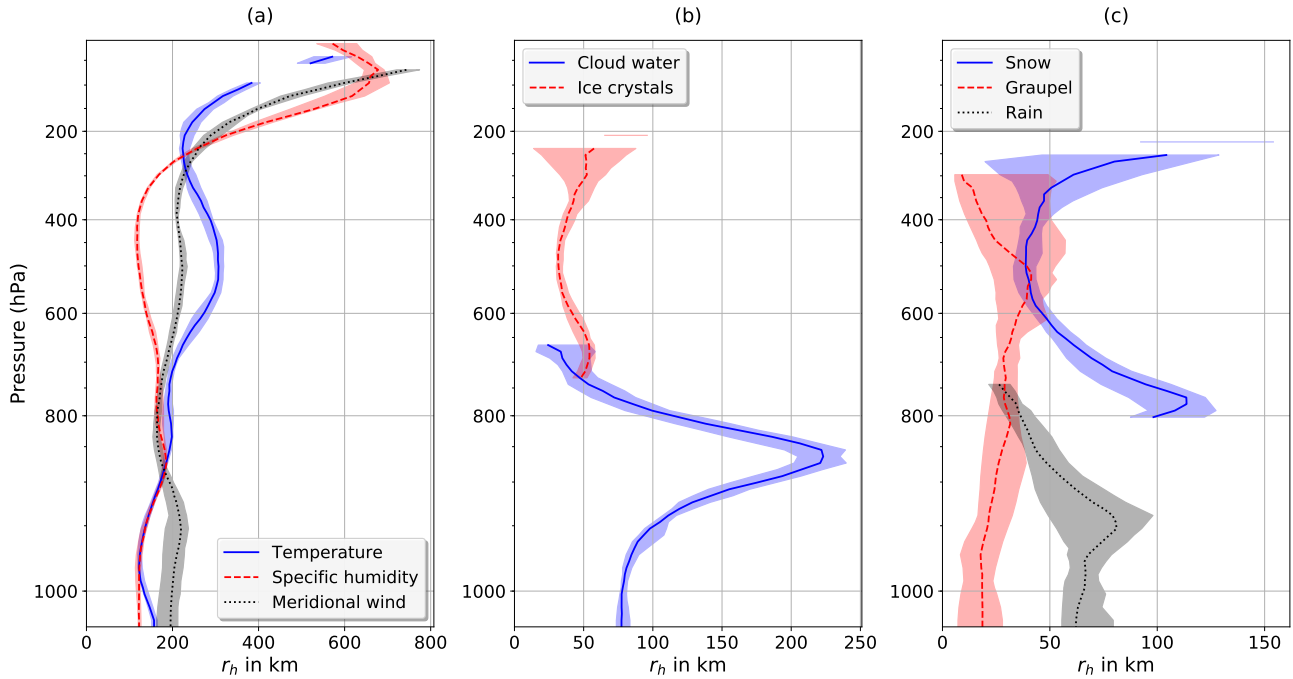 (a)
(b)
(c)
Pressure (hPa)
200
400
600
800
1000
Temperature
Specific humidity
Meridional wind
0
200
400
600
800
r_h in km
200
400
600
800
1000
Cloud water
Ice crystals
0
50
100
150
200
250
r_h in km
200
400
600
800
1000
Snow
Graupel
Rain
0
50
100
150
r_h in km